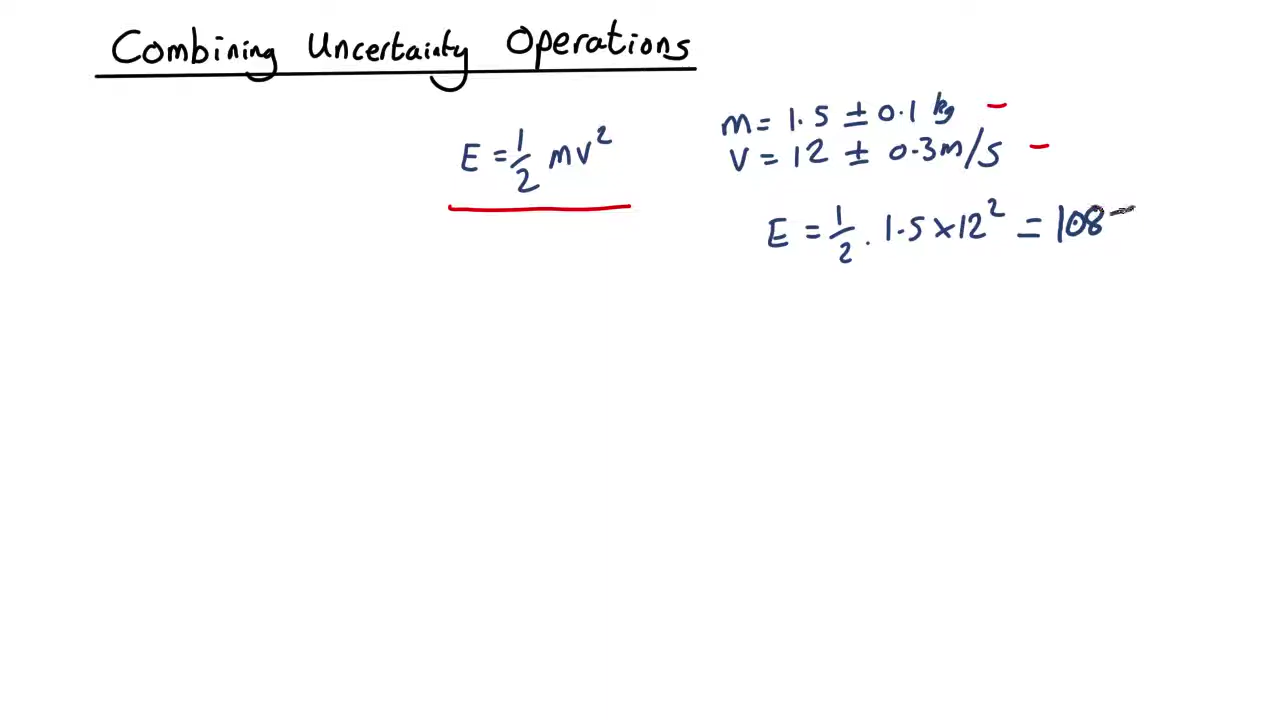 Combining Uncertainty Operations
E = 1/2 mv²
m = 1.5 ± 0.1 kg
v = 12 ± 0.3 m/s
E = 1/2 . 1.5 × 12² = 108